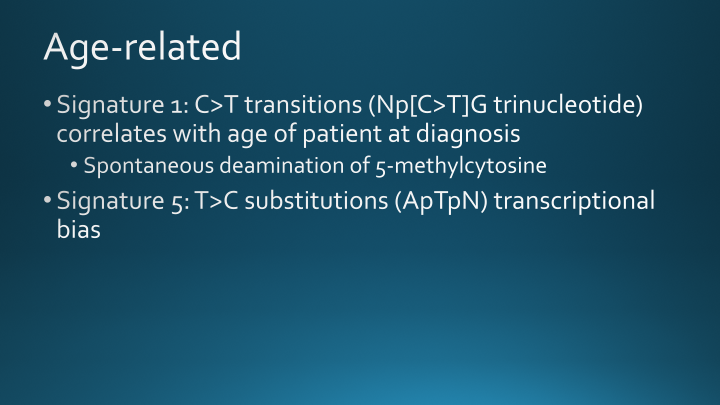 Age-related
• Signature 1: C>T transitions (Np[C>T]G trinucleotide)
correlates with age of patient at diagnosis
• Spontaneous deamination of 5-methylcytosine
• Signature 5: T>C substitutions (ApTpN) transcriptional
bias